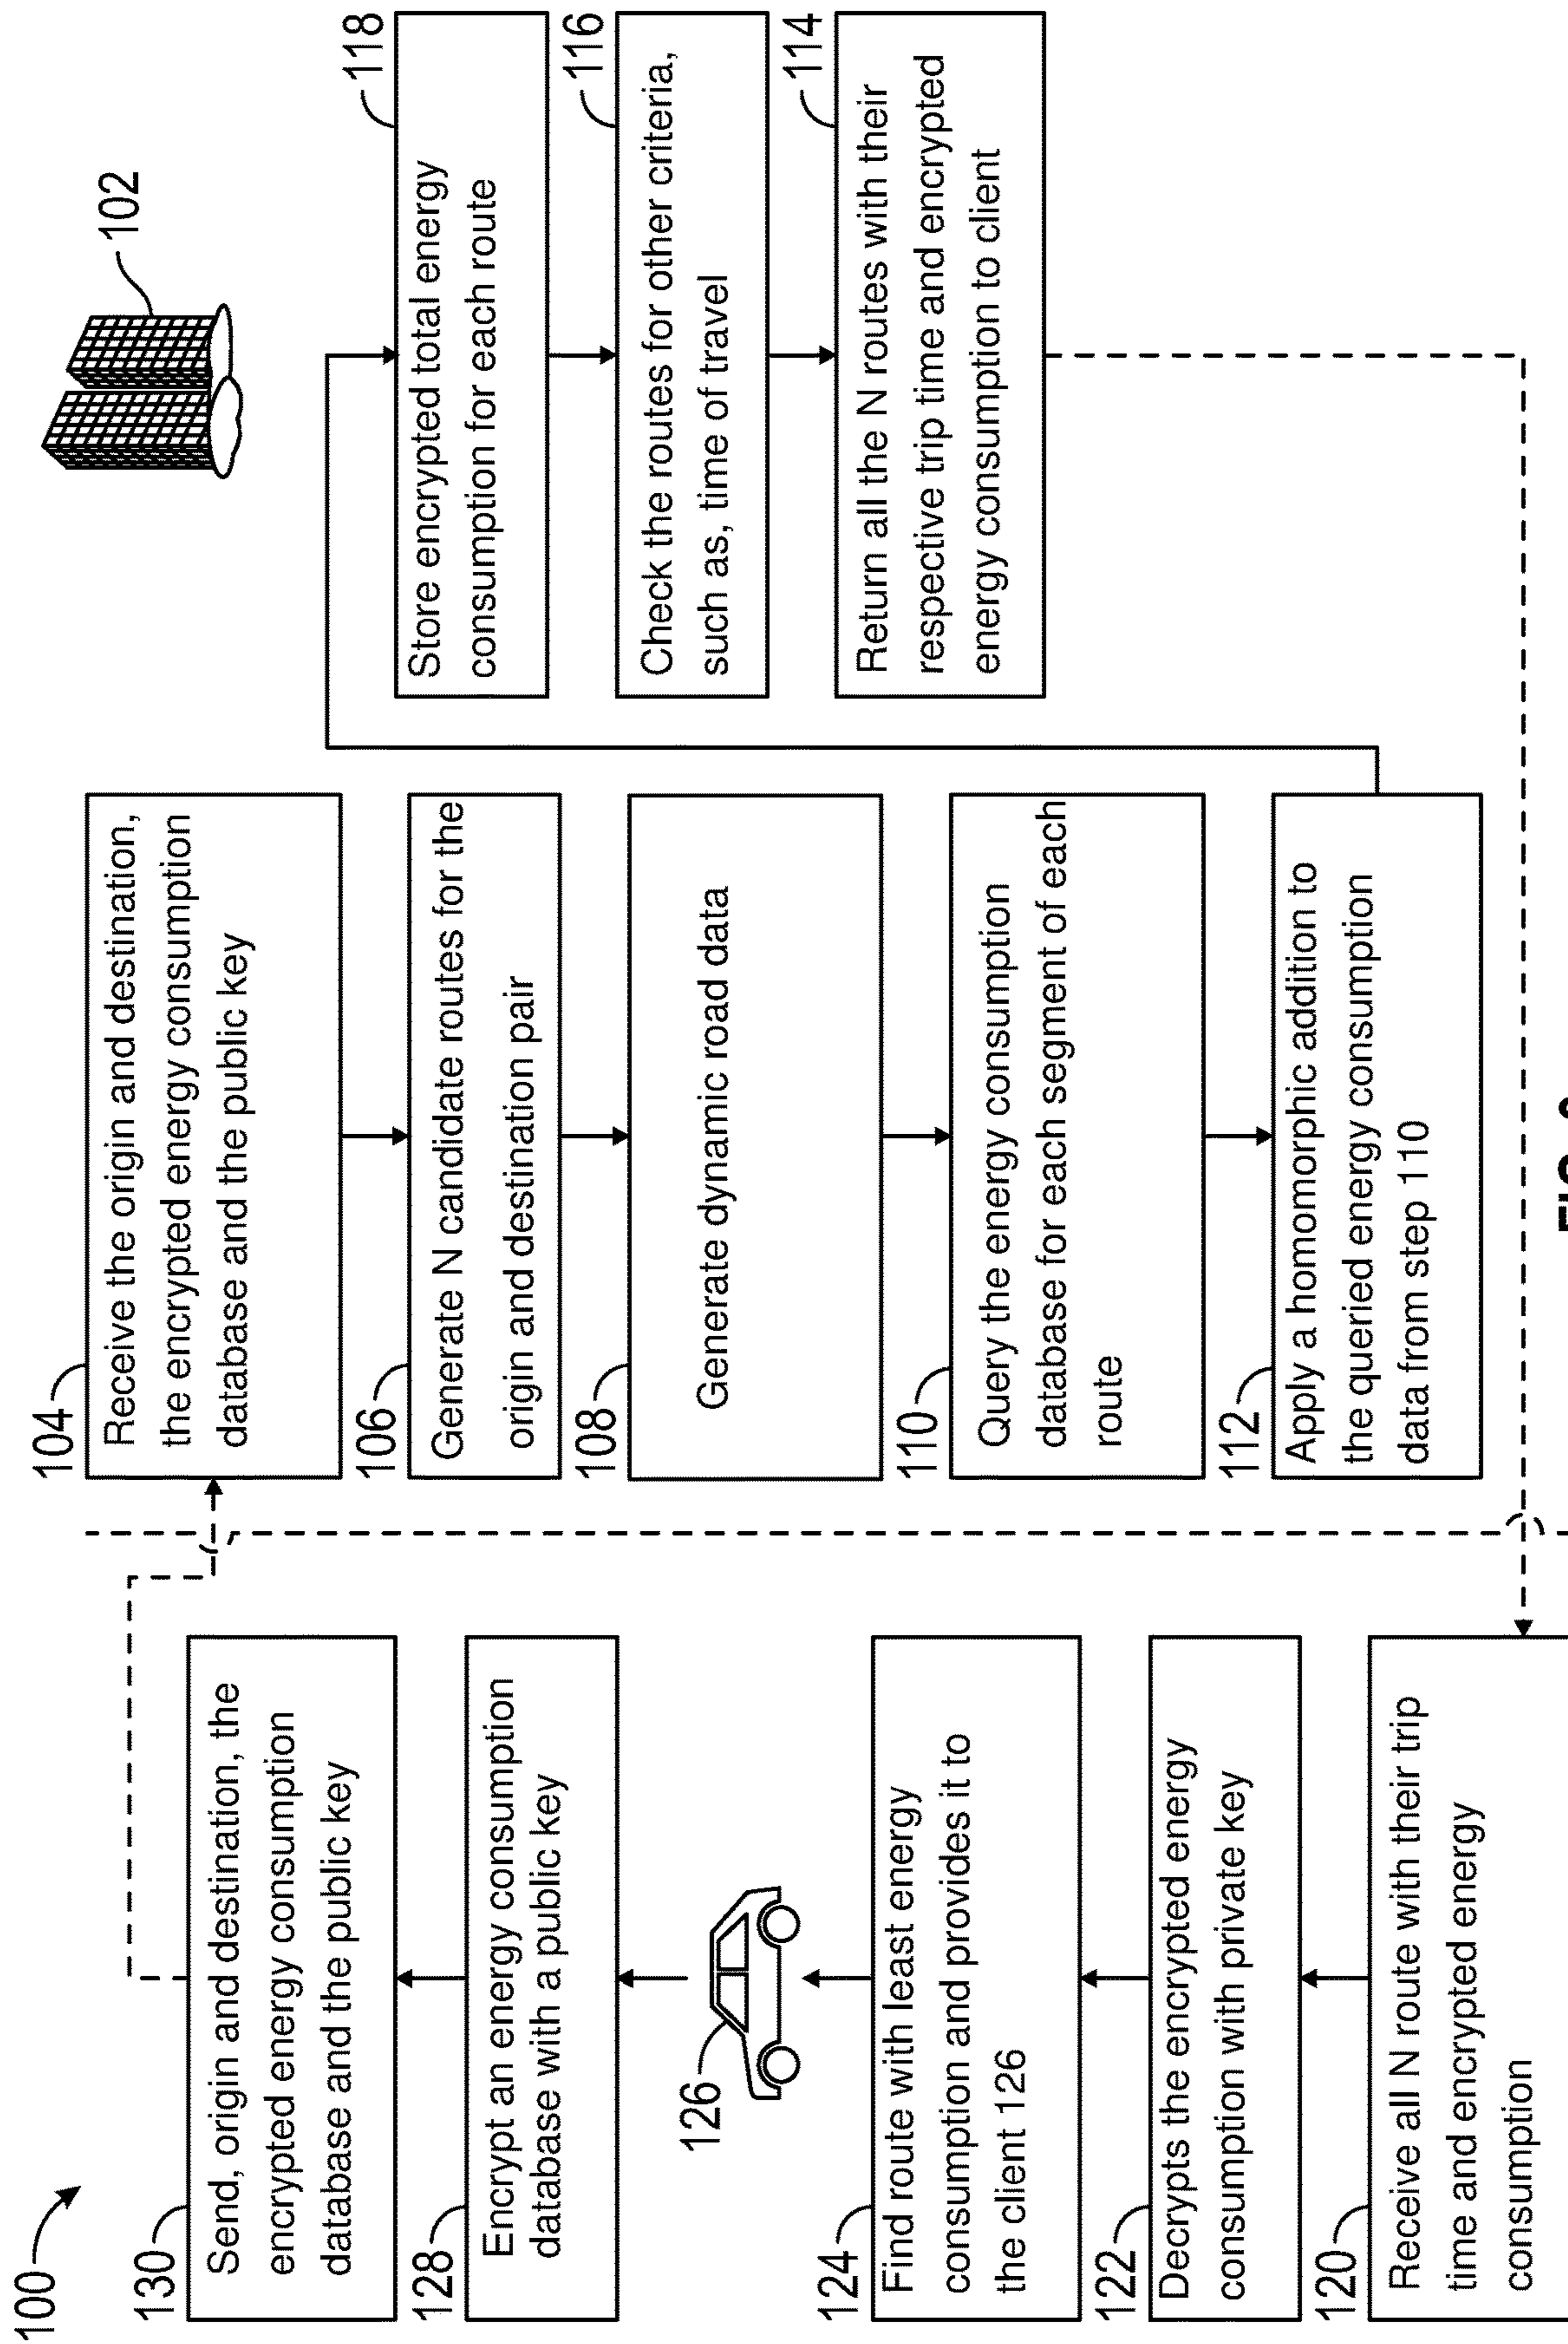 100
130
Send, origin and destination, the
encrypted energy consumption
database and the public key
128
Encrypt an energy consumption
database with a public key
126
124
Find route with least energy
consumption and provides it to
the client 126
122
Decrypts the encrypted energy
consumption with private key
120
Receive all N route with their trip
time and encrypted energy
consumption
104
Receive the origin and destination,
the encrypted energy consumption
database and the public key
106
Generate N candidate routes for the
origin and destination pair
108
Generate dynamic road data
110
Query the energy consumption
database for each segment of each
route
112
Apply a homomorphic addition to
the queried energy consumption
data from step 110
102
118
Store encrypted total energy
consumption for each route
116
Check the routes for other criteria,
such as, time of travel
114
Return all the N routes with their
respective trip time and encrypted
energy consumption to client